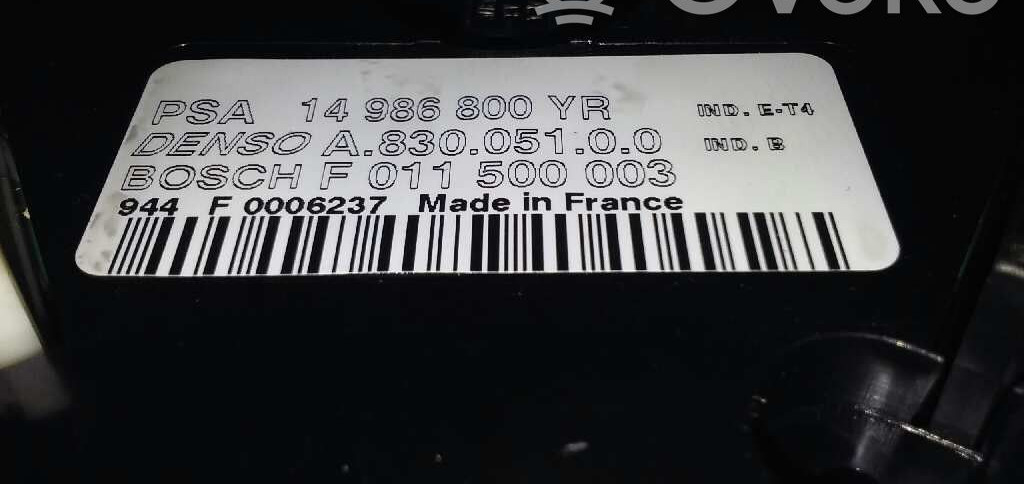 PSA 14 986 800 YR IND. E-T4
DENSO A.830.051.0.0 IND. B
BOSCH F 011 500 003
944 F 0006237 Made in France